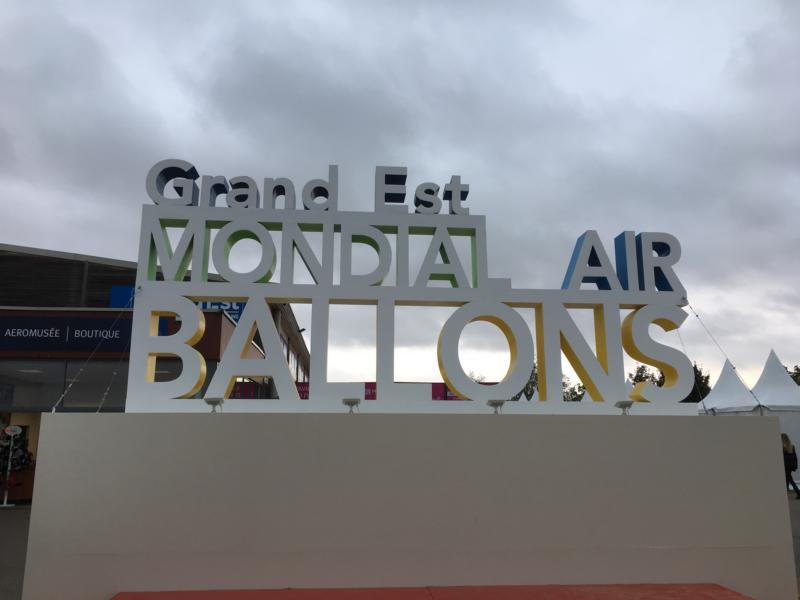 Grand Est
MONDIAL AIR
BALLONS
AEROMUSÉE | BOUTIQUE